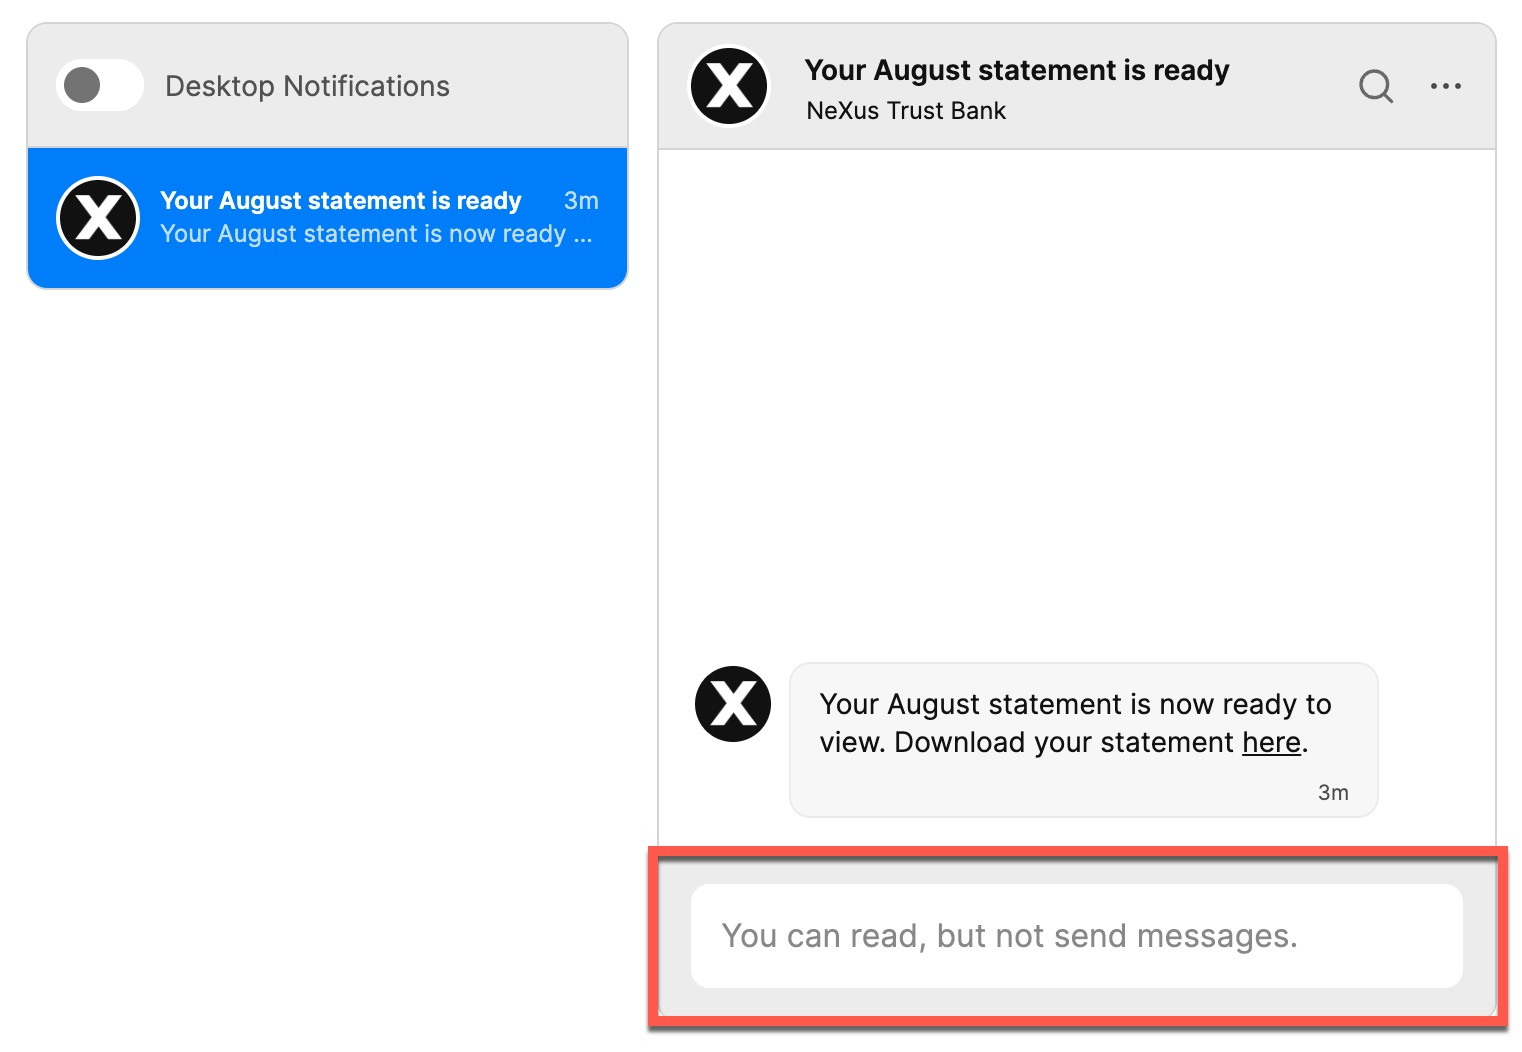 Desktop Notifications
Your August statement is ready 3m
Your August statement is now ready ...
Your August statement is ready
NeXus Trust Bank
X
X
X
Your August statement is now ready to
view. Download your statement here.
3m
You can read, but not send messages.